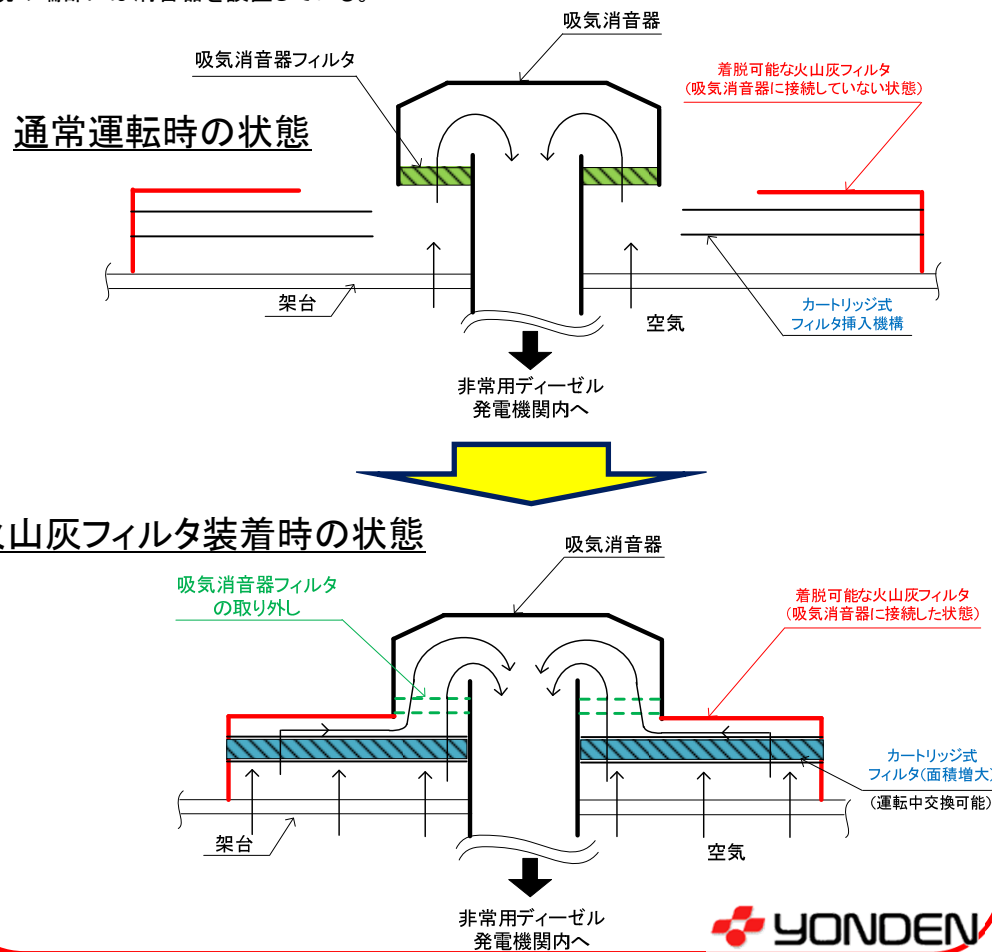 吸気消音器
吸気消音器フィルタ
着脱可能な火山灰フィルタ
(吸気消音器に接続していない状態)
通常運転時の状態
架台
空気
カートリッジ式
フィルタ挿入機構
非常用ディーゼル
発電機関内へ
火山灰フィルタ装着時の状態
吸気消音器
吸気消音器フィルタ
の取り外し
着脱可能な火山灰フィルタ
(吸気消音器に接続した状態)
カートリッジ式
フィルタ(面積増大)
(運転中交換可能)
架台
空気
非常用ディーゼル
発電機関内へ
YONDEN